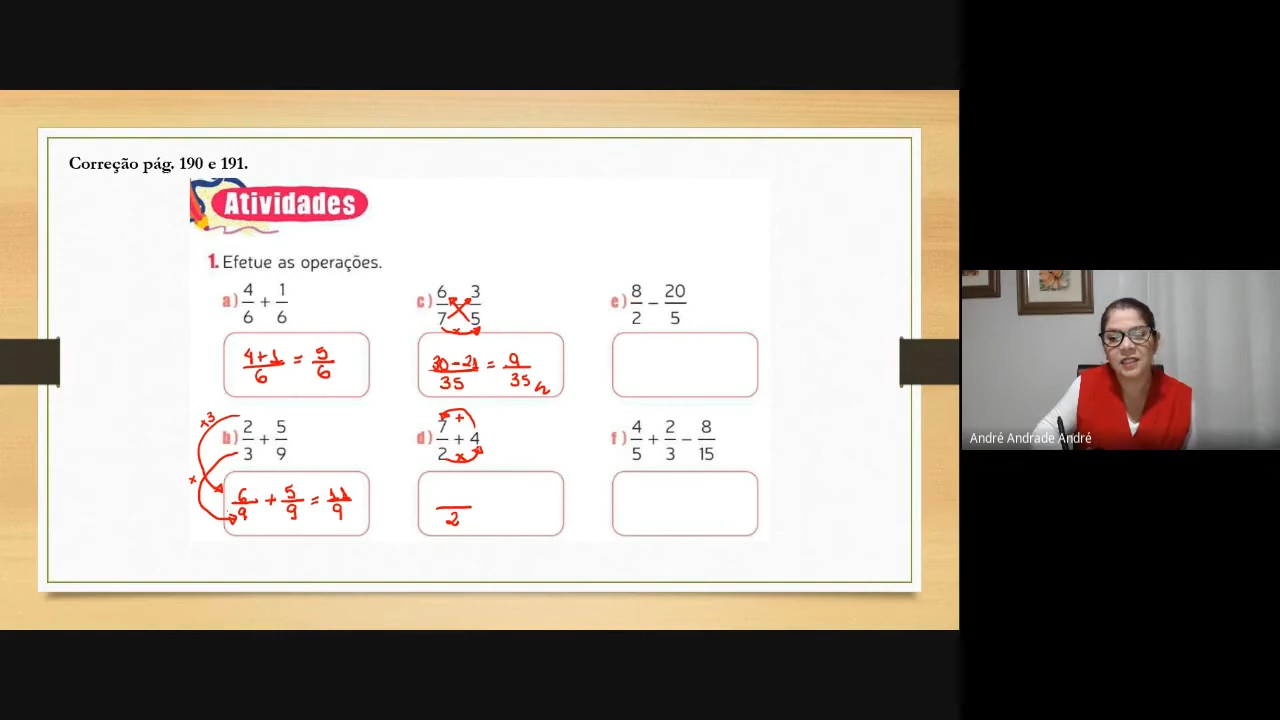 Correção pág. 190 e 191.
Atividades
1. Efetue as operações.
a) 4/6 + 1/6
4+1/6 = 5/6
b) 2/3 + 5/9
×3
×
6/9 + 5/9 = 11/9
c) 6/7 − 3/5
×
30−21/35 = 9/35
d) 7/2 + 4
+
×
2
e) 8/2 − 20/5
f) 4/5 + 2/3 − 8/15
André Andrade André